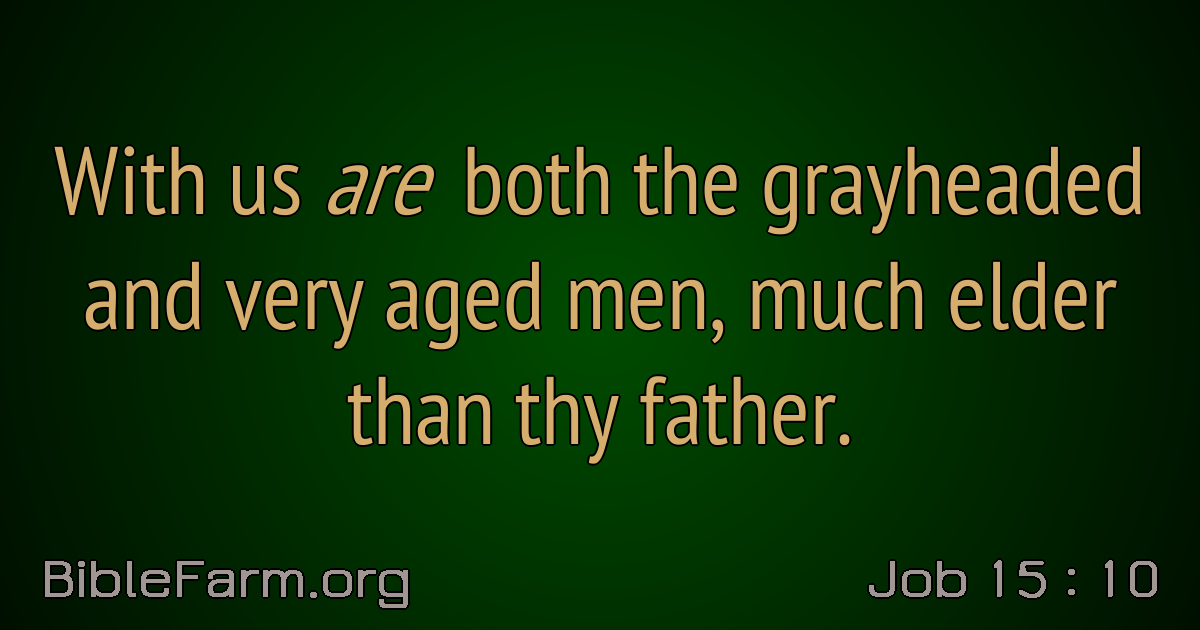 With us are both the grayheaded
and very aged men, much elder
than thy father.
BibleFarm.org
Job 15 : 10